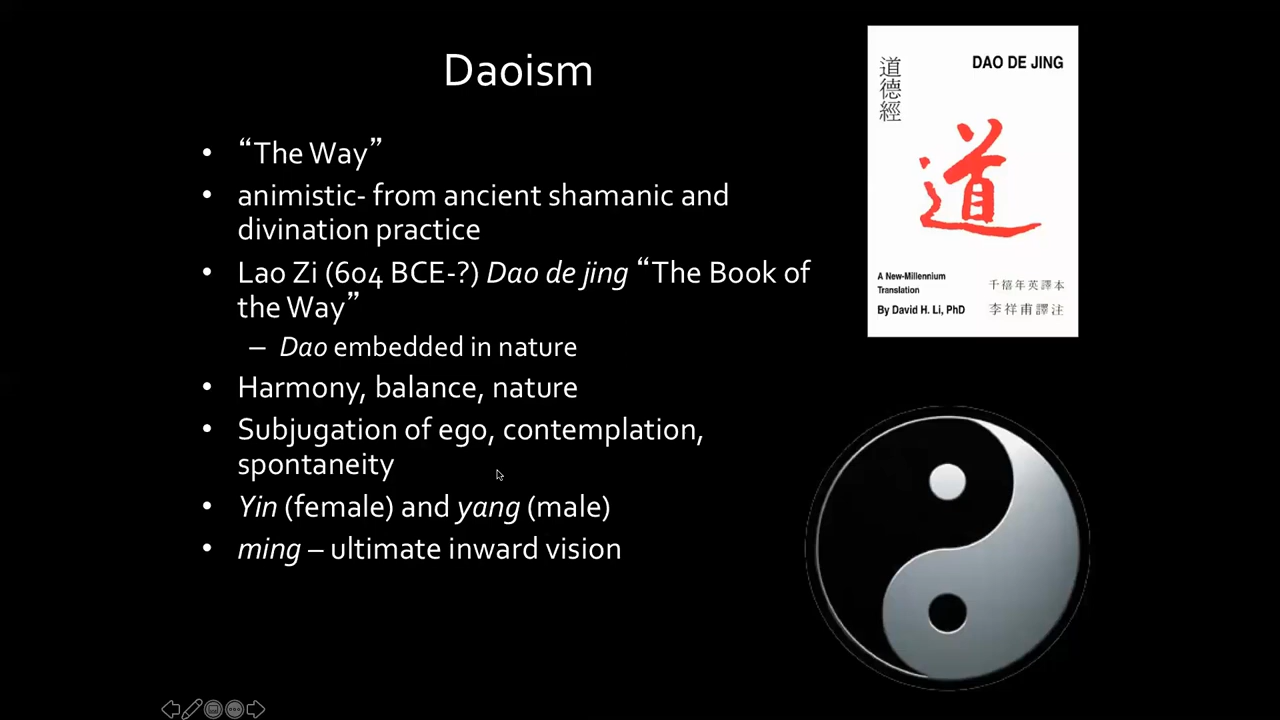 Daoism
• “The Way”
• animistic- from ancient shamanic and
divination practice
• Lao Zi (604 BCE-?) Dao de jing “The Book of
the Way”
– Dao embedded in nature
• Harmony, balance, nature
• Subjugation of ego, contemplation,
spontaneity
• Yin (female) and yang (male)
• ming – ultimate inward vision
道德經
DAO DE JING
道
A New-Millennium
Translation
By David H. Li, PhD
千禧年英譯本
李祥甫譯注